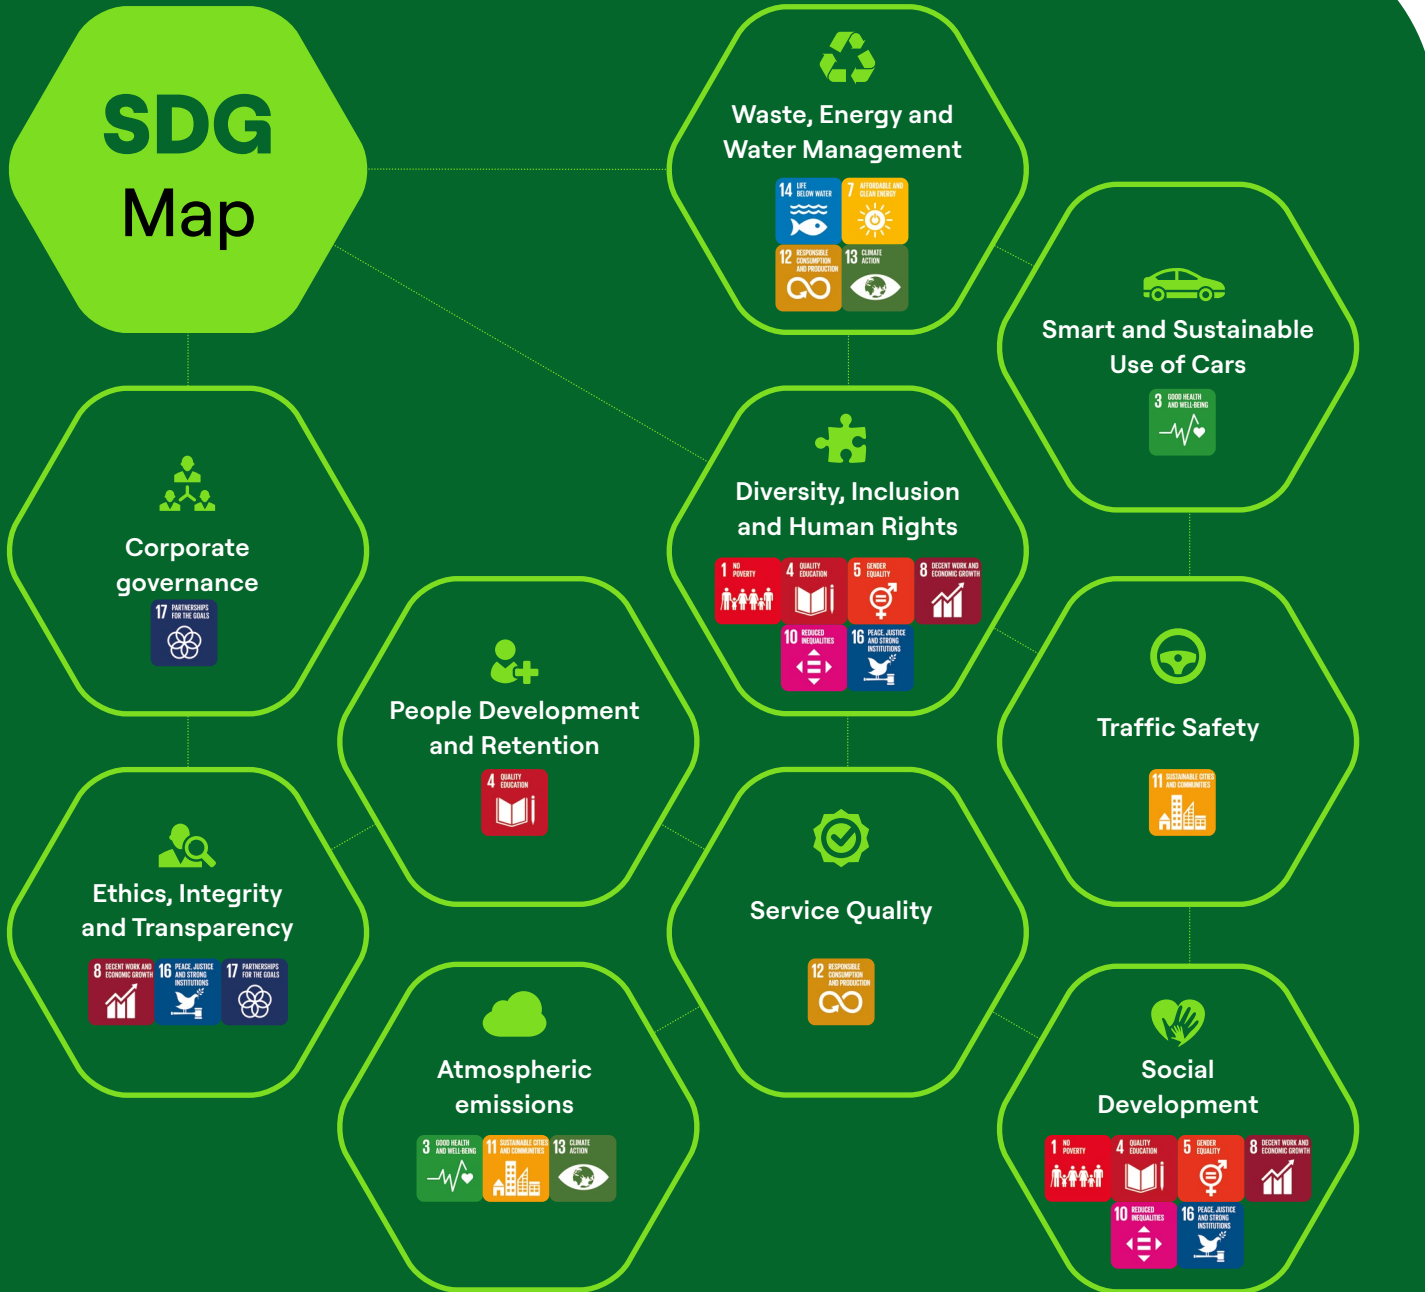 SDG
Map
Waste, Energy and
Water Management
14 LIFE
BELOW WATER
7 AFFORDABLE AND
CLEAN ENERGY
12 RESPONSIBLE
CONSUMPTION
AND PRODUCTION
13 CLIMATE
ACTION
Smart and Sustainable
Use of Cars
3 GOOD HEALTH
AND WELL-BEING
Corporate
governance
17 PARTNERSHIPS
FOR THE GOALS
Diversity, Inclusion
and Human Rights
1 NO
POVERTY
4 QUALITY
EDUCATION
5 GENDER
EQUALITY
8 DECENT WORK AND
ECONOMIC GROWTH
10 REDUCED
INEQUALITIES
16 PEACE, JUSTICE
AND STRONG
INSTITUTIONS
People Development
and Retention
4 QUALITY
EDUCATION
Traffic Safety
11 SUSTAINABLE CITIES
AND COMMUNITIES
Ethics, Integrity
and Transparency
8 DECENT WORK AND
ECONOMIC GROWTH
16 PEACE, JUSTICE
AND STRONG
INSTITUTIONS
17 PARTNERSHIPS
FOR THE GOALS
Service Quality
12 RESPONSIBLE
CONSUMPTION
AND PRODUCTION
Atmospheric
emissions
3 GOOD HEALTH
AND WELL-BEING
11 SUSTAINABLE CITIES
AND COMMUNITIES
13 CLIMATE
ACTION
Social
Development
1 NO
POVERTY
4 QUALITY
EDUCATION
5 GENDER
EQUALITY
8 DECENT WORK AND
ECONOMIC GROWTH
10 REDUCED
INEQUALITIES
16 PEACE, JUSTICE
AND STRONG
INSTITUTIONS